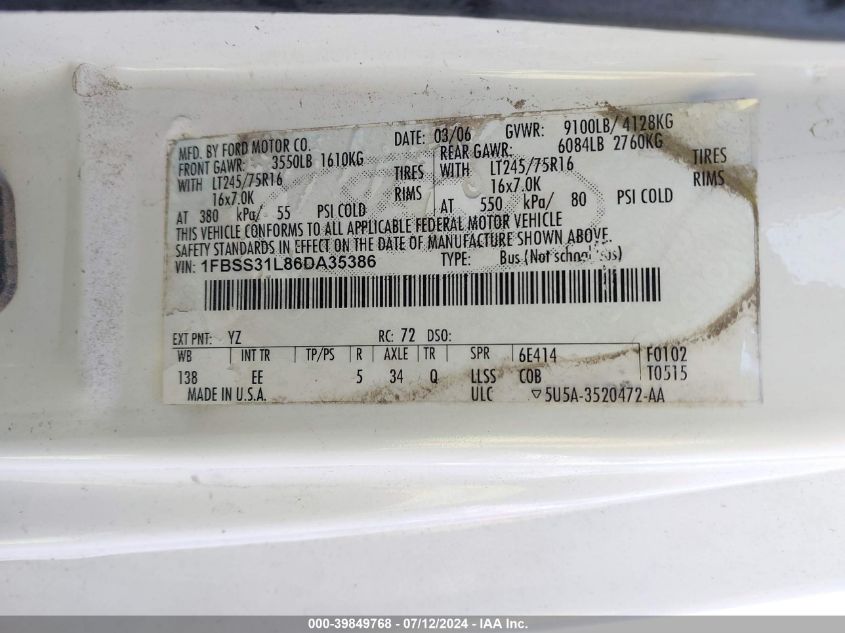 MFD. BY FORD MOTOR CO. DATE: 03/06 GVWR: 9100LB/ 4128KG
FRONT GAWR: 3550LB 1610KG REAR GAWR: 6084LB 2760KG
WITH LT245/75R16 TIRES WITH LT245/75R16 TIRES
16x7.0K RIMS 16x7.0K RIMS
AT 380 kPa/ 55 PSI COLD AT 550 kPa/ 80 PSI COLD
THIS VEHICLE CONFORMS TO ALL APPLICABLE FEDERAL MOTOR VEHICLE
SAFETY STANDARDS IN EFFECT ON THE DATE OF MANUFACTURE SHOWN ABOVE.
VIN: 1FBSS31L86DA35386 TYPE: Bus (Not school
EXT PNT: YZ RC: 72 DSO:
WB INT TR TP/PS R AXLE TR SPR 6E414 F0102
138 EE 5 34 Q LLSS COB T0515
MADE IN U.S.A. ULC ▽5U5A-3520472-AA
000-39849768 - 07/12/2024 - IAA Inc.